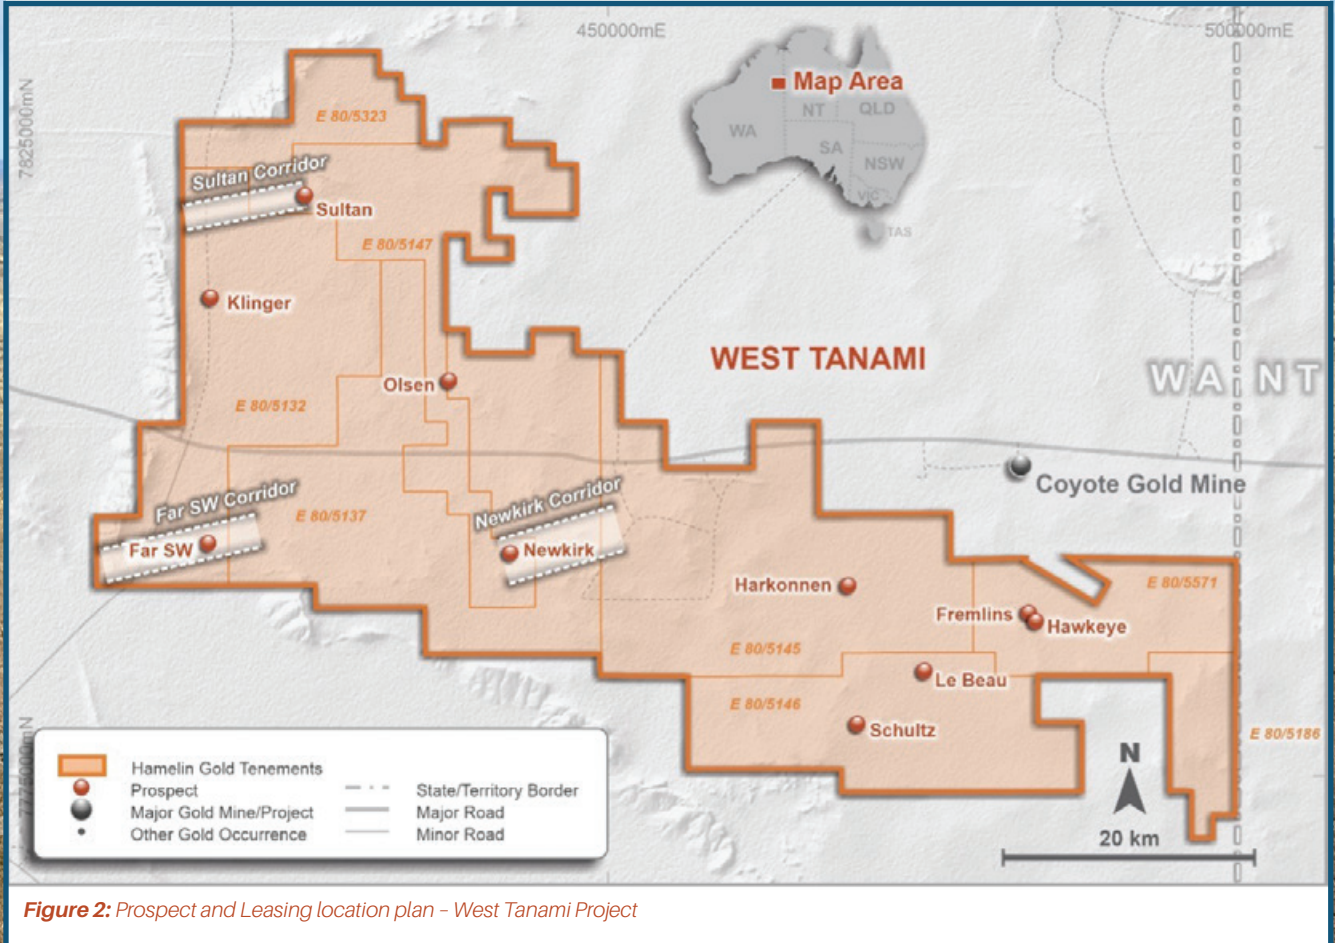 450000mE
500000mE
7825000mN
Map Area
NT
QLD
WA
SA
NSW
VIC
TAS
E 80/5323
Sultan Corridor
Sultan
E 80/5147
Klinger
WEST TANAMI
WA NT
Olsen
E 80/5132
Coyote Gold Mine
Far SW Corridor
Newkirk Corridor
E 80/5137
Far SW
Newkirk
Harkonnen
E 80/5571
Fremlins
Hawkeye
E 80/5145
Le Beau
E 80/5146
Schultz
E 80/5186
7775000mN
Hamelin Gold Tenements
Prospect
State/Territory Border
Major Gold Mine/Project
Major Road
Other Gold Occurrence
Minor Road
N
20 km
Figure 2: Prospect and Leasing location plan – West Tanami Project